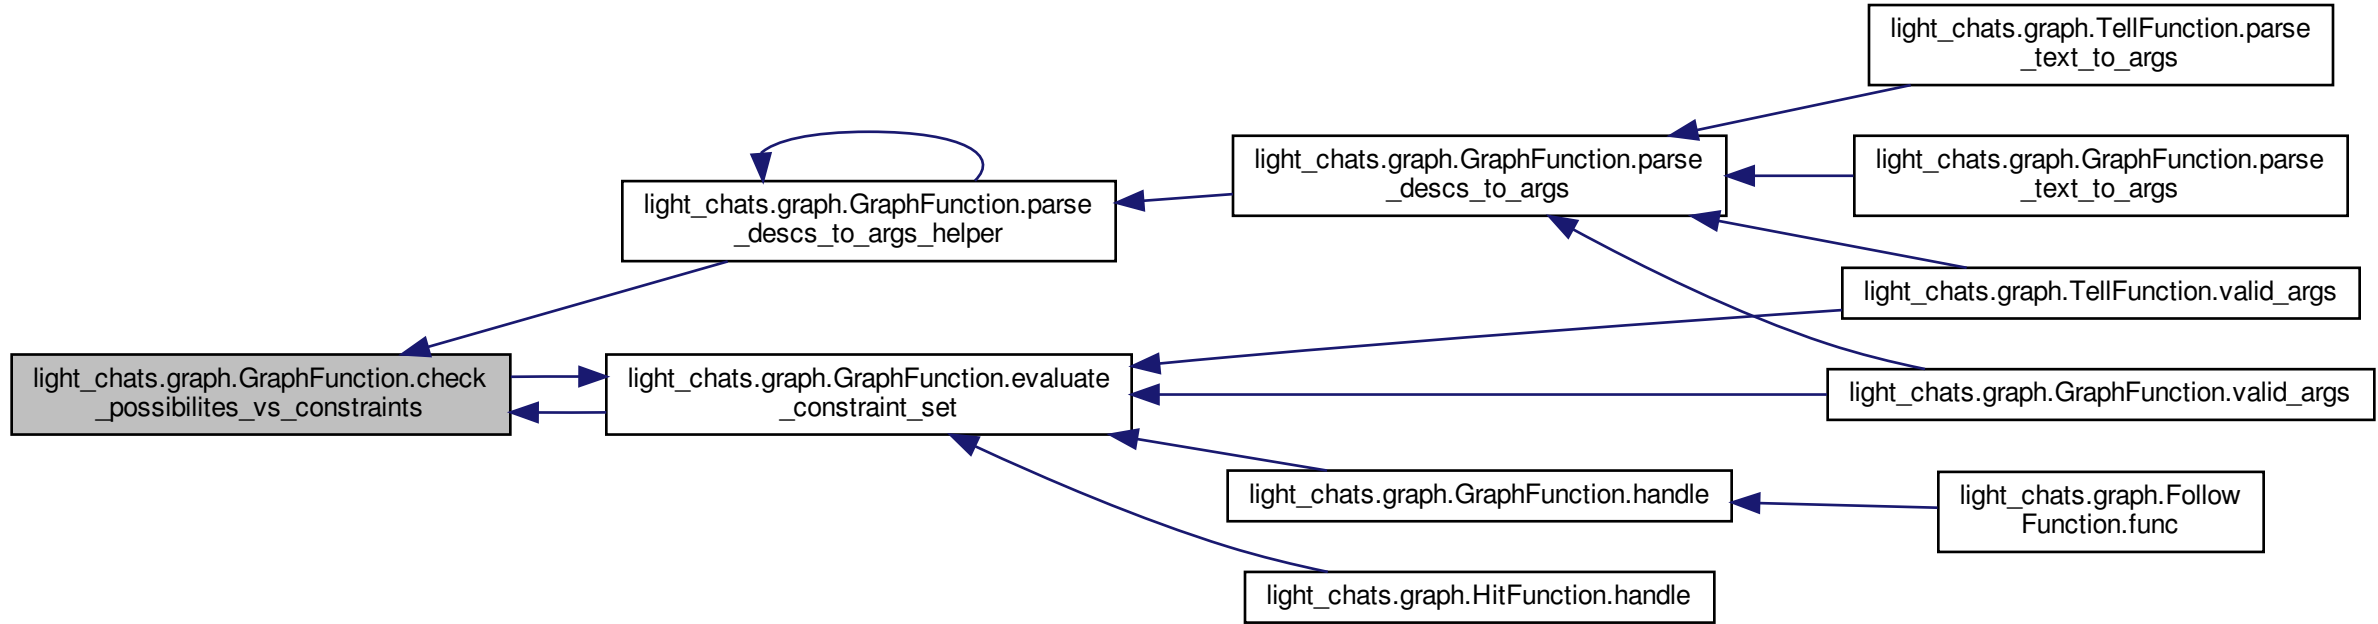 light_chats.graph.TellFunction.parse
_text_to_args
light_chats.graph.GraphFunction.parse
_descs_to_args
light_chats.graph.GraphFunction.parse
_text_to_args
light_chats.graph.GraphFunction.parse
_descs_to_args_helper
light_chats.graph.TellFunction.valid_args
light_chats.graph.GraphFunction.check
_possibilites_vs_constraints
light_chats.graph.GraphFunction.evaluate
_constraint_set
light_chats.graph.GraphFunction.valid_args
light_chats.graph.GraphFunction.handle
light_chats.graph.Follow
Function.func
light_chats.graph.HitFunction.handle